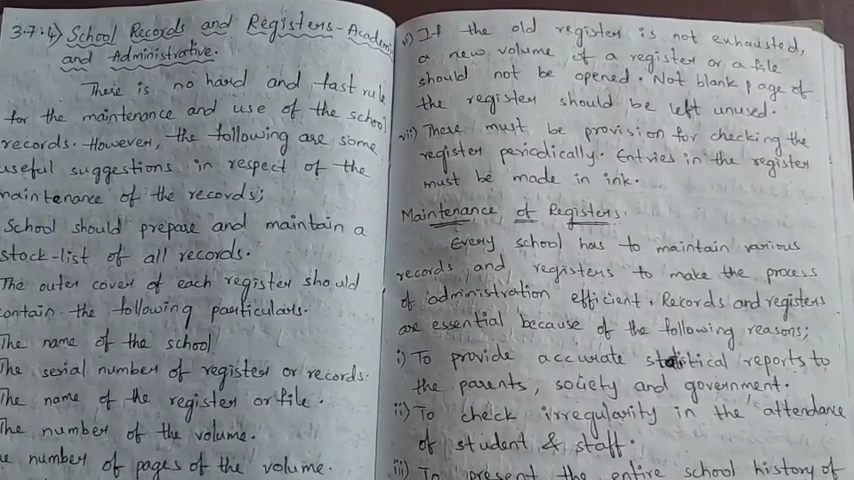 3.7.4) School Records and Registers - Academic
and Administrative.
There is no hard and fast rule
for the maintenance and use of the school
records. However, the following are some
useful suggestions in respect of the
maintenance of the records;
School should prepare and maintain a
stock-list of all records.
The outer cover of each register should
contain the following particulars.
The name of the school
The serial number of register or records.
The name of the register or file.
The number of the volume.
number of pages of the volume.
vi) If the old register is not exhausted,
a new volume of a register or a file
should not be opened. Not blank page of
the register should be left unused.
vii) There must be provision for checking the
register periodically. Entries in the register
must be made in ink.
Maintenance of Registers.
Every school has to maintain various
records and registers to make the process
of administration efficient. Records and registers
are essential because of the following reasons;
i) To provide accurate statistical reports to
the parents, society and government.
ii) To check irregularity in the attendance
of student & staff.
iii) To present the entire school history of